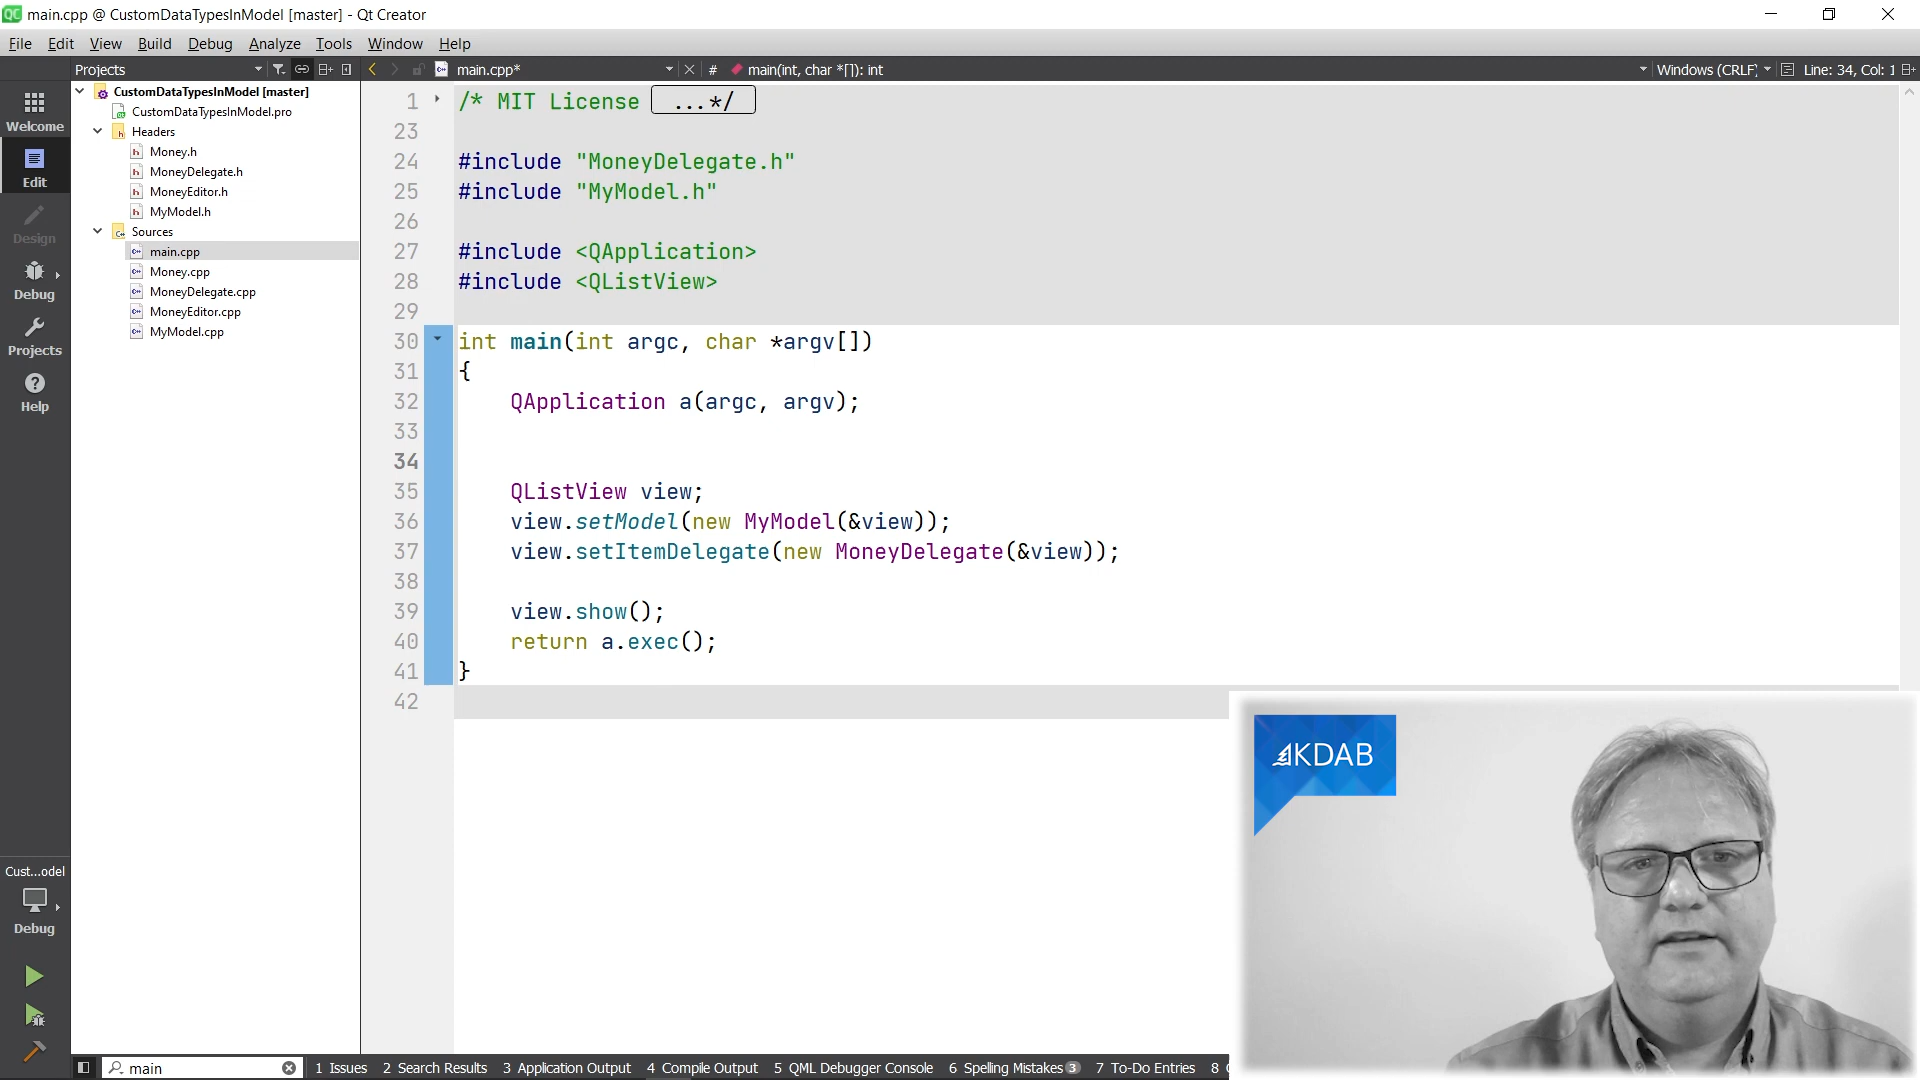 main.cpp @ CustomDataTypesInModel [master] - Qt Creator
File Edit View Build Debug Analyze Tools Window Help
Projects
main.cpp*
# main(int, char *[]): int
Windows (CRLF)
Line: 34, Col: 1
Welcome
Edit
Design
Debug
Projects
Help
Cust...odel
Debug
CustomDataTypesInModel [master]
CustomDataTypesInModel.pro
Headers
Money.h
MoneyDelegate.h
MoneyEditor.h
MyModel.h
Sources
main.cpp
Money.cpp
MoneyDelegate.cpp
MoneyEditor.cpp
MyModel.cpp
1 /* MIT License ...*/
23
24 #include "MoneyDelegate.h"
25 #include "MyModel.h"
26
27 #include <QApplication>
28 #include <QListView>
29
30 int main(int argc, char *argv[])
31 {
32 QApplication a(argc, argv);
33
34
35 QListView view;
36 view.setModel(new MyModel(&view));
37 view.setItemDelegate(new MoneyDelegate(&view));
38
39 view.show();
40 return a.exec();
41 }
42
KDAB
main
1 Issues 2 Search Results 3 Application Output 4 Compile Output 5 QML Debugger Console 6 Spelling Mistakes 3 7 To-Do Entries 8